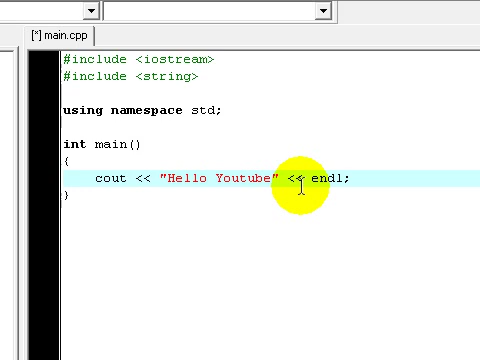 [*] main.cpp
#include <iostream>
#include <string>
using namespace std;
int main()
{
cout << "Hello Youtube" << endl;
}